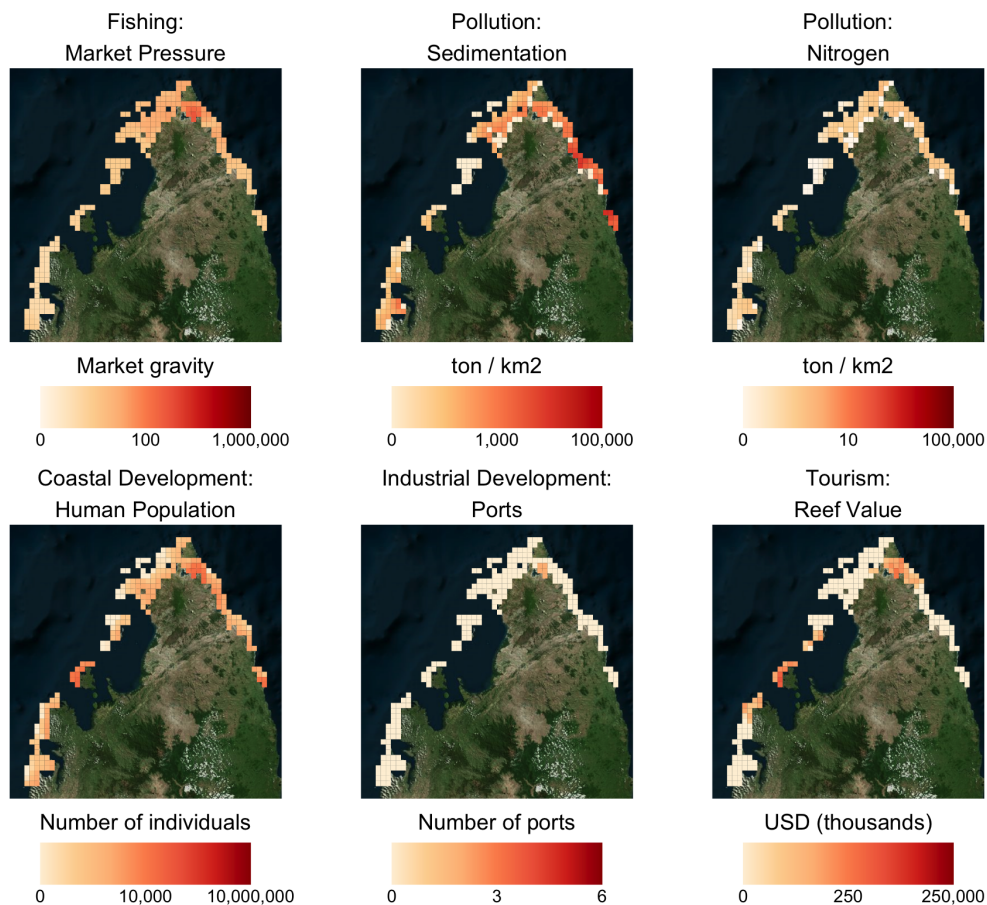 Fishing:
Market Pressure
Pollution:
Sedimentation
Pollution:
Nitrogen
Market gravity
0 100 1,000,000
ton / km2
0 1,000 100,000
ton / km2
0 10 100,000
Coastal Development:
Human Population
Industrial Development:
Ports
Tourism:
Reef Value
Number of individuals
0 10,000 10,000,000
Number of ports
0 3 6
USD (thousands)
0 250 250,000